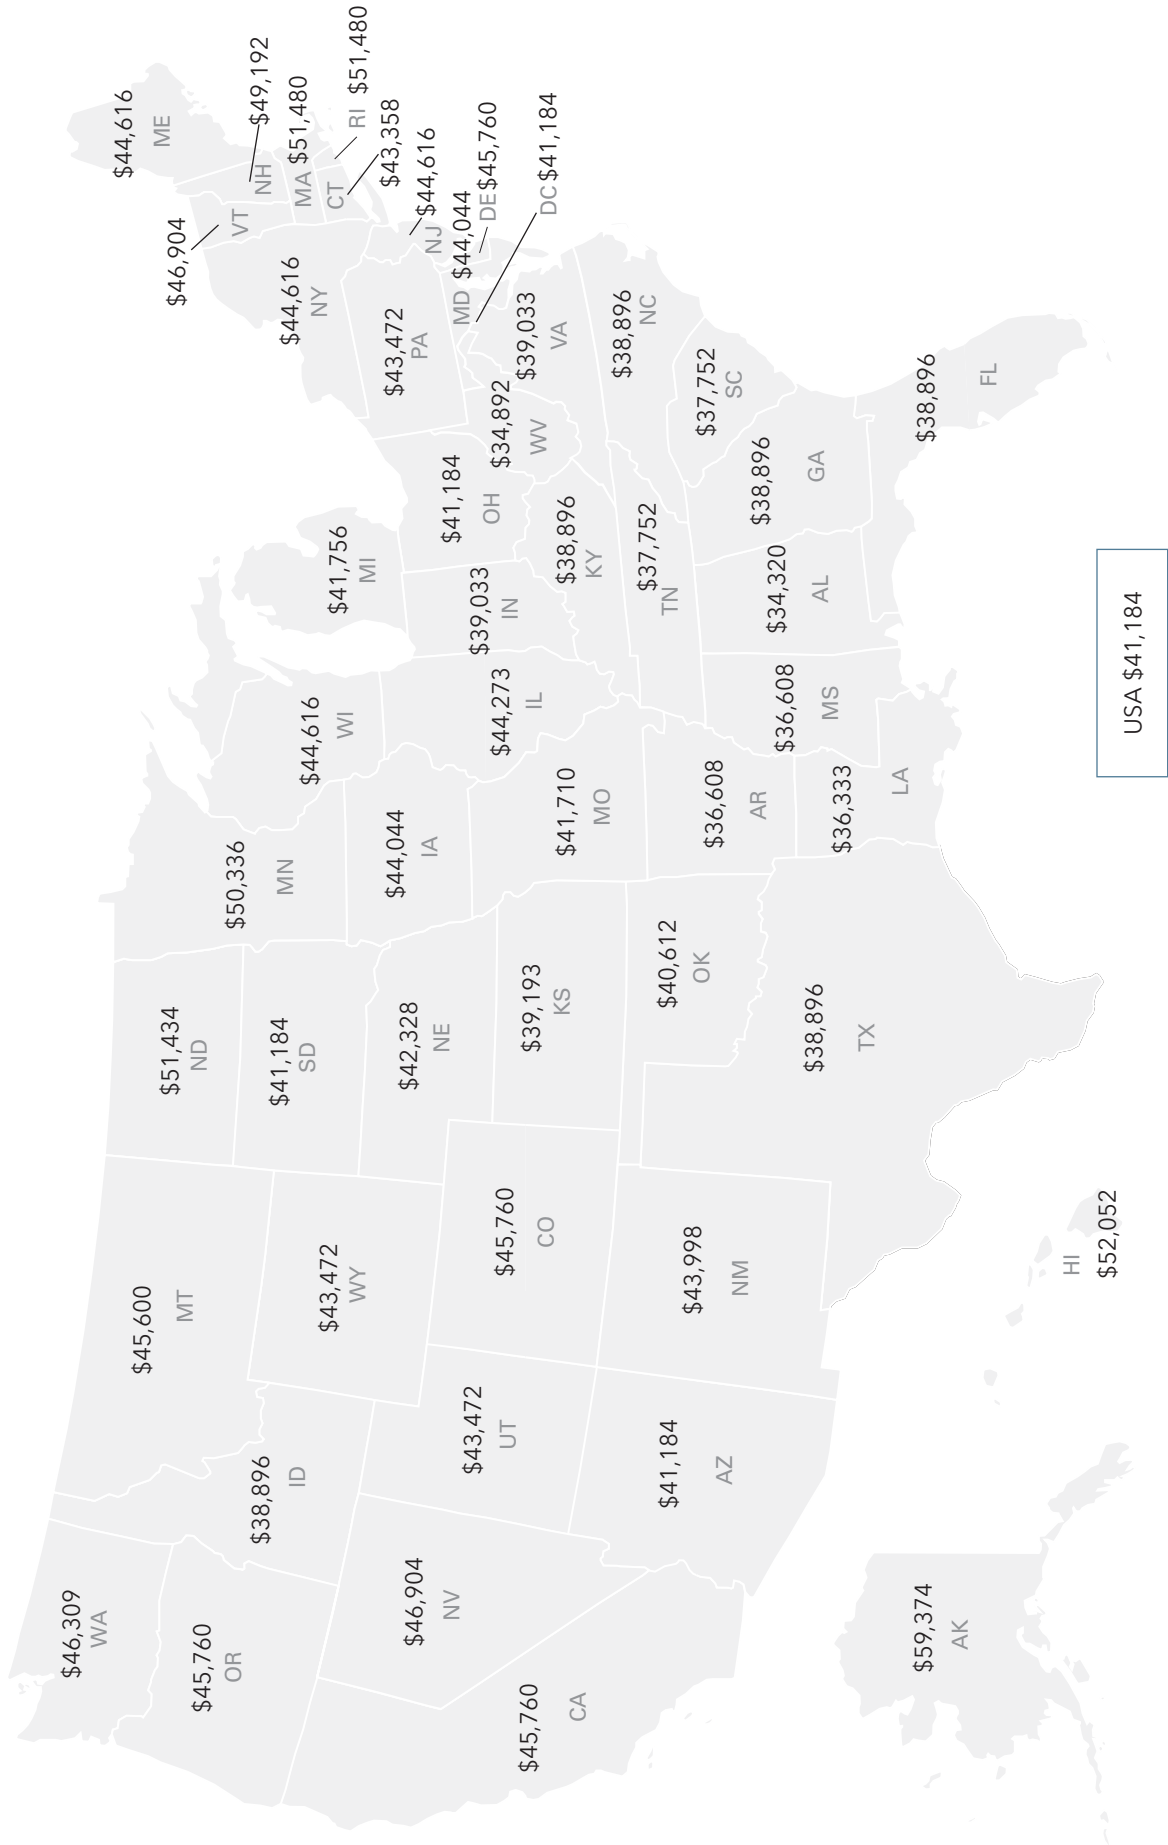 $46,309
WA
$45,760
OR
$45,760
CA
$46,904
NV
$38,896
ID
$45,600
MT
$43,472
WY
$43,472
UT
$41,184
AZ
$45,760
CO
$43,998
NM
$51,434
ND
$41,184
SD
$42,328
NE
$39,193
KS
$40,612
OK
$38,896
TX
$50,336
MN
$44,044
IA
$41,710
MO
$36,608
AR
$36,333
LA
$44,616
WI
$44,273
IL
$41,756
MI
$39,033
IN
$41,184
OH
$38,896
KY
$37,752
TN
$36,608
MS
$34,320
AL
$38,896
GA
$38,896
FL
$37,752
SC
$38,896
NC
$39,033
VA
$34,892
WV
$43,472
PA
$44,616
NY
$46,904
VT
$49,192
NH
$44,616
ME
MA $51,480
RI $51,480
$43,358
CT
$44,616
NJ
MD $44,044
DE $45,760
DC $41,184
$59,374
AK
HI
$52,052
USA $41,184